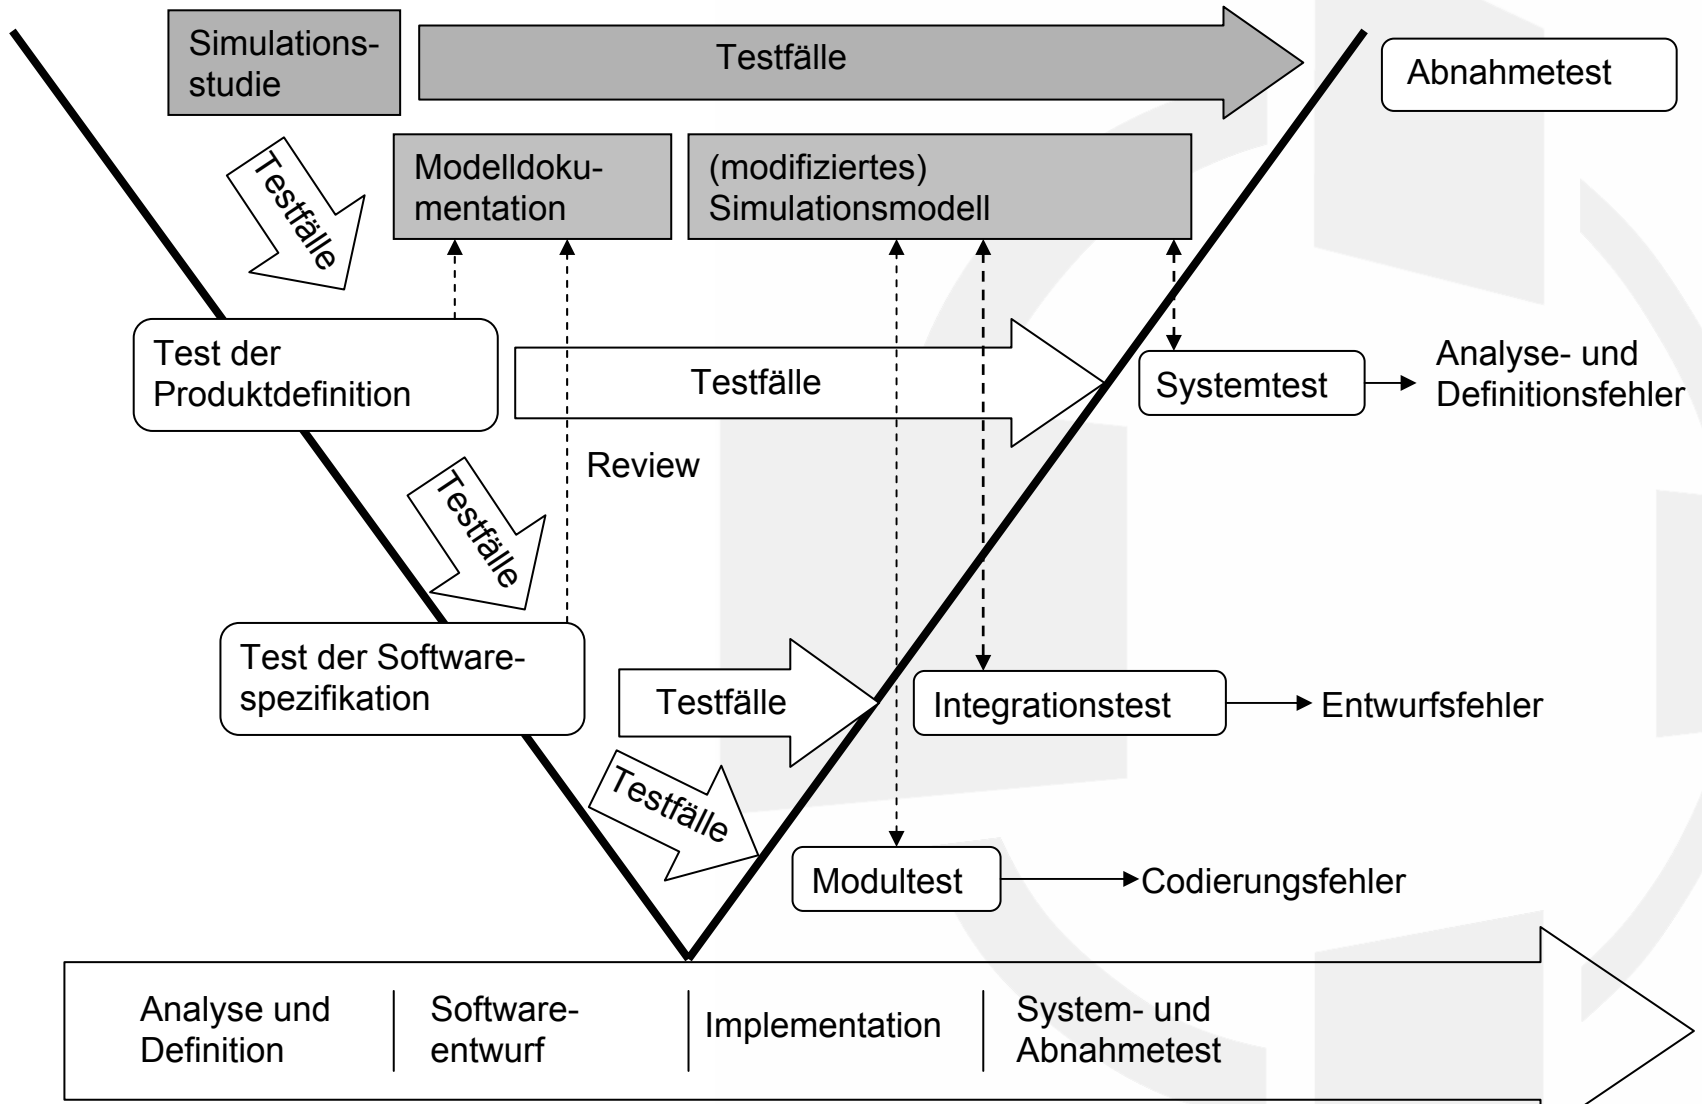 Simulations-
studie
Testfälle
Abnahmetest
Testfälle
Modelldoku-
mentation
(modifiziertes)
Simulationsmodell
Test der
Produktdefinition
Testfälle
Systemtest
Analyse- und
Definitionsfehler
Review
Testfälle
Test der Software-
spezifikation
Testfälle
Integrationstest
Entwurfsfehler
Testfälle
Modultest
Codierungsfehler
Analyse und
Definition
Software-
entwurf
Implementation
System- und
Abnahmetest